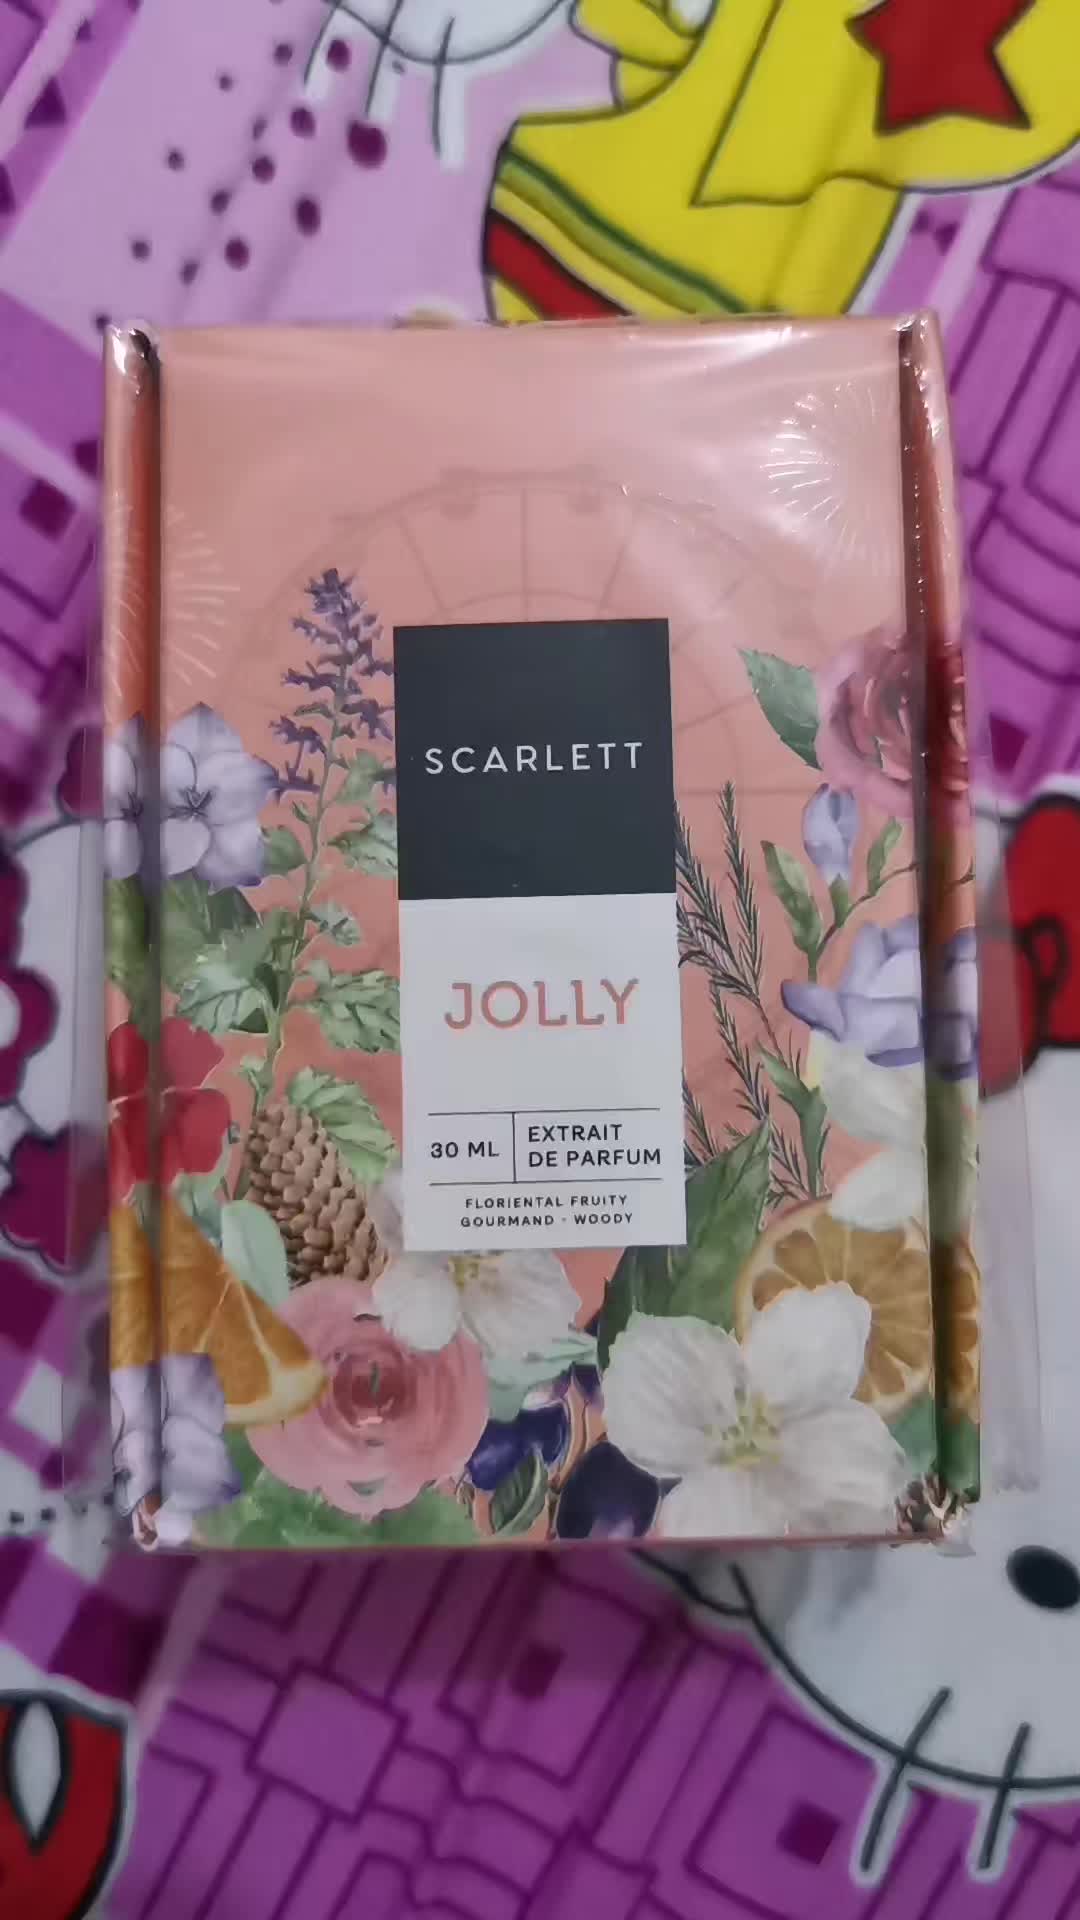 SCARLETT
JOLLY
30 ML
EXTRAIT
DE PARFUM
FLORIENTAL FRUITY
GOURMAND - WOODY